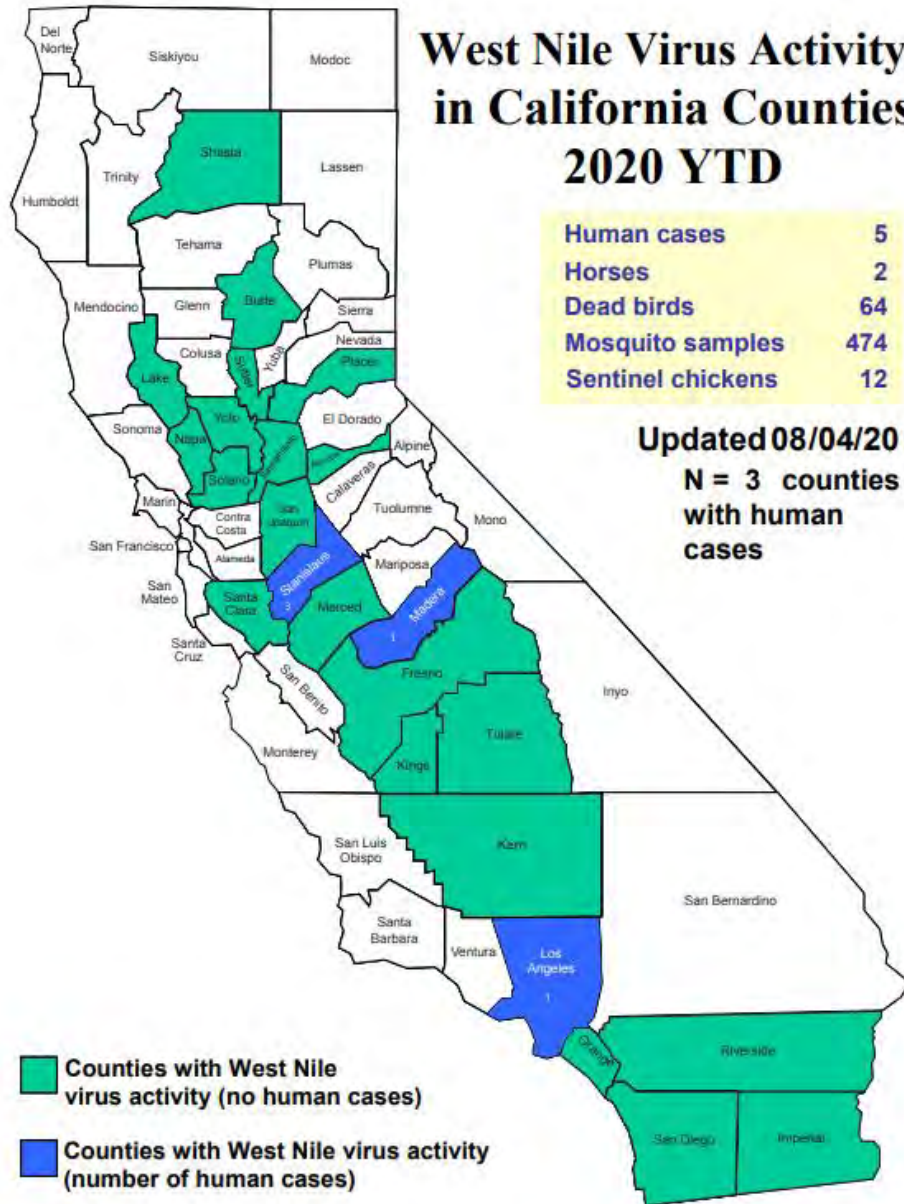 West Nile Virus Activity
in California Counties
2020 YTD
Human cases 5
Horses 2
Dead birds 64
Mosquito samples 474
Sentinel chickens 12
Updated 08/04/20
N = 3 counties
with human
cases
Del
Norte
Siskiyou
Modoc
Shasta
Lassen
Trinity
Humboldt
Tehama
Plumas
Mendocino
Glenn
Butte
Sierra
Colusa
Sutter
Yuba
Nevada
Placer
Lake
Yolo
El Dorado
Sonoma
Napa
Sacramento
Alpine
Solano
Amador
Calaveras
Marin
Contra
Costa
San
Joaquin
Tuolumne
Mono
San Francisco
Alameda
Stanislaus
3
Mariposa
San
Mateo
Santa
Clara
Merced
Madera
1
Santa
Cruz
San Benito
Fresno
Inyo
Monterey
Kings
Tulare
San Luis
Obispo
Kern
San Bernardino
Santa
Barbara
Ventura
Los
Angeles
1
Orange
Riverside
San Diego
Imperial
Counties with West Nile
virus activity (no human cases)
Counties with West Nile virus activity
(number of human cases)